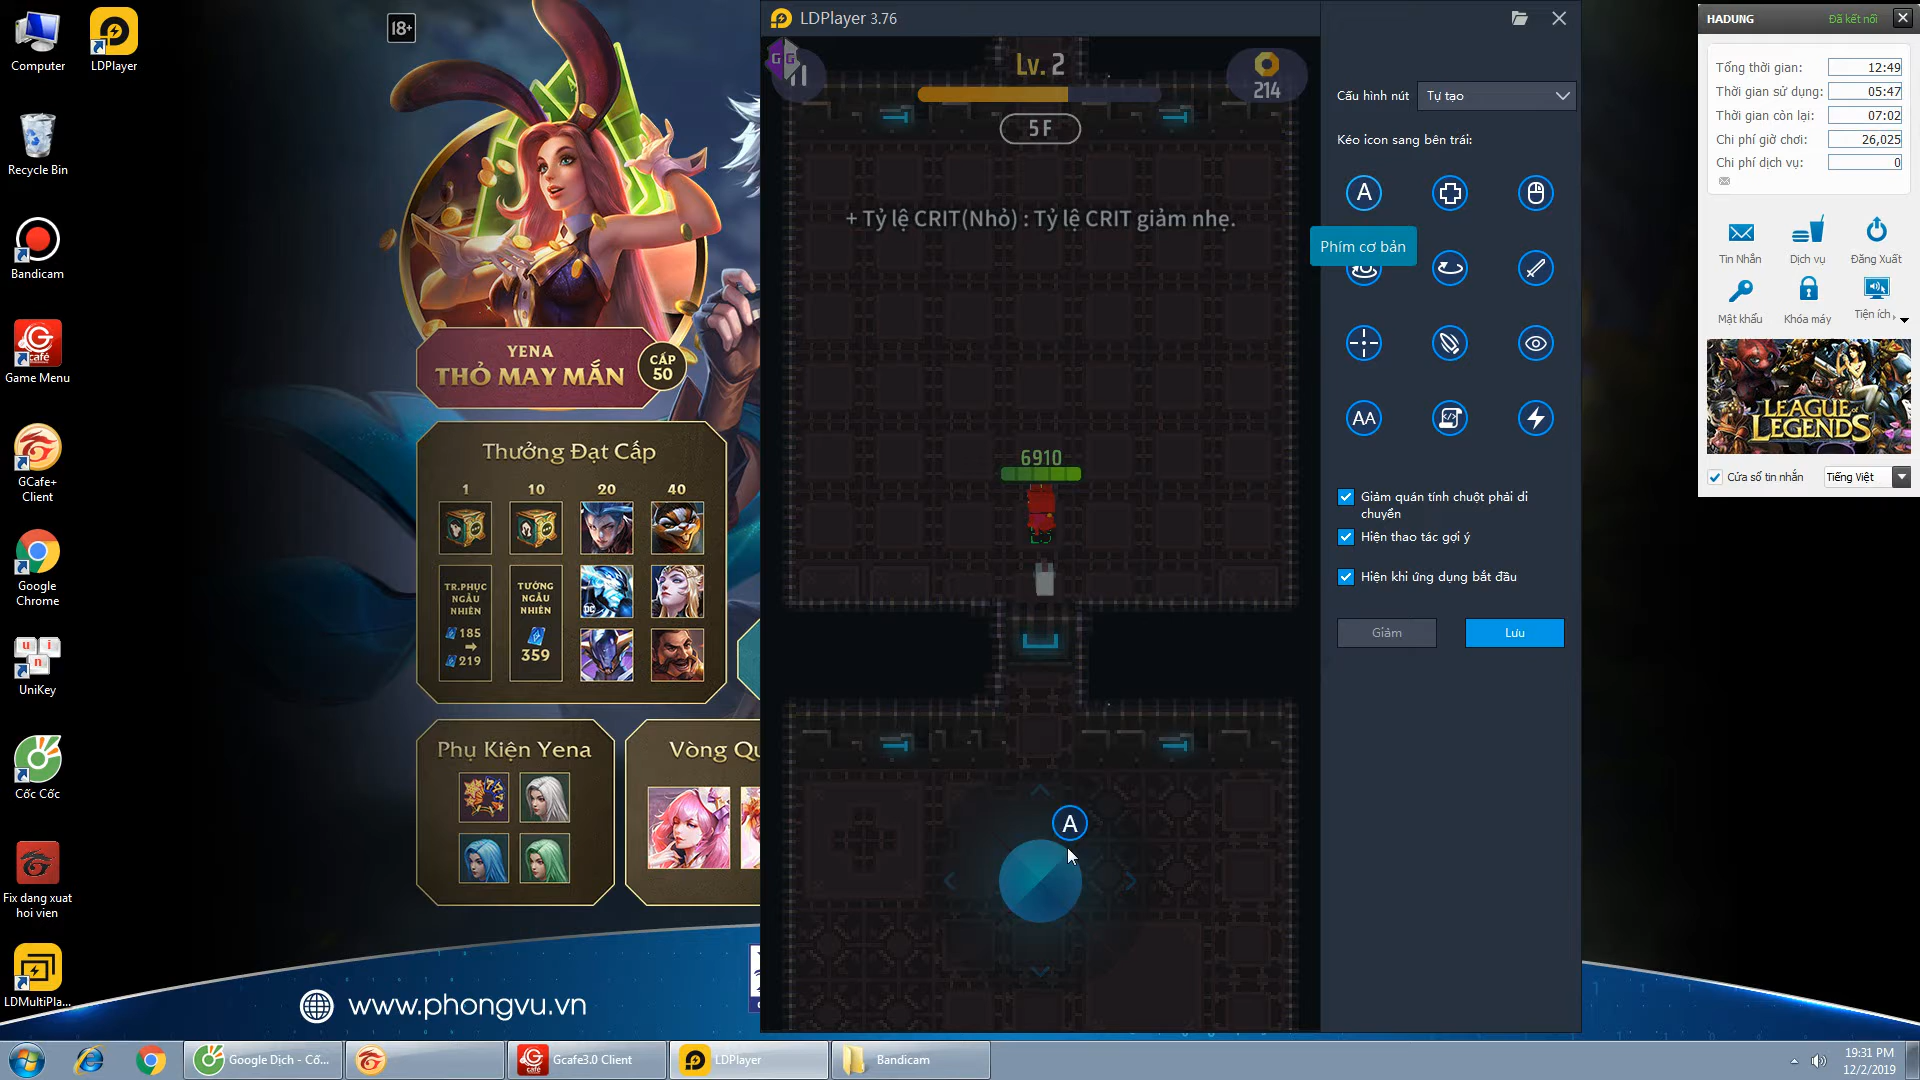 Computer
LDPlayer
Recycle Bin
Bandicam
Game Menu
GCafe+
Client
Google
Chrome
UniKey
Cốc Cốc
Fix dang xuat
hoi vien
LDMultiPla...
18+
YENA
THỎ MAY MẮN
CẤP
50
Thưởng Đạt Cấp
1
10
20
40
TR.PHỤC
NGẪU
NHIÊN
185
219
TƯỚNG
NGẪU
NHIÊN
359
Phụ Kiện Yena
Vòng Qu
www.phongvu.vn
LDPlayer 3.76
Lv. 2
214
5F
+ Tỷ lệ CRIT(Nhỏ) : Tỷ lệ CRIT giảm nhẹ.
6910
A
Cấu hình nút
Tự tạo
Kéo icon sang bên trái:
A
Phím cơ bản
AA
Giảm quán tính chuột phải di
chuyển
Hiện thao tác gợi ý
Hiện khi ứng dụng bắt đầu
Giảm
Lưu
HADUNG
Đã kết nối
Tổng thời gian: 12:49
Thời gian sử dụng: 05:47
Thời gian còn lại: 07:02
Chi phí giờ chơi: 26,025
Chi phí dịch vụ: 0
Tin Nhắn
Dịch vụ
Đăng Xuất
Mật khẩu
Khóa máy
Tiện ích
LEAGUE of
LEGENDS
Cửa sổ tin nhắn
Tiếng Việt
Google Dịch - Cố...
Gcafe3.0 Client
LDPlayer
Bandicam
19:31 PM
12/2/2019